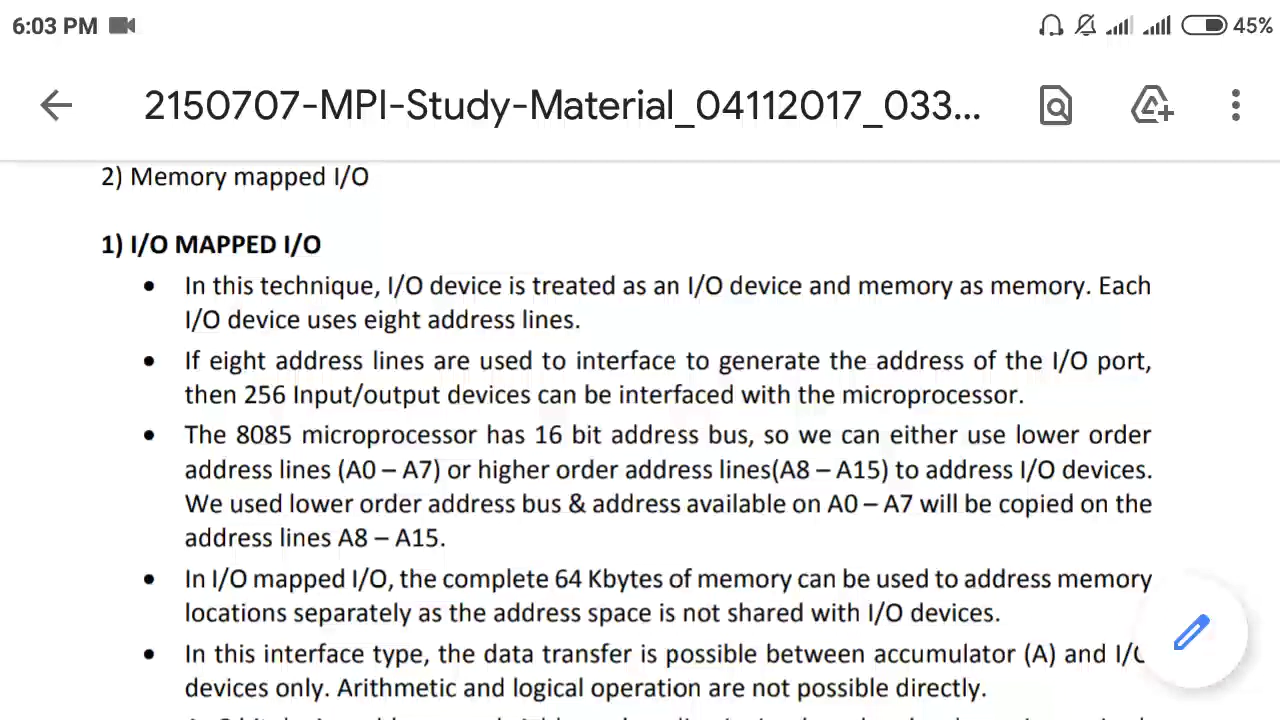 6:03 PM 45%
2150707-MPI-Study-Material_04112017_033...
2) Memory mapped I/O
1) I/O MAPPED I/O
• In this technique, I/O device is treated as an I/O device and memory as memory. Each
I/O device uses eight address lines.
• If eight address lines are used to interface to generate the address of the I/O port,
then 256 Input/output devices can be interfaced with the microprocessor.
• The 8085 microprocessor has 16 bit address bus, so we can either use lower order
address lines (A0 – A7) or higher order address lines(A8 – A15) to address I/O devices.
We used lower order address bus & address available on A0 – A7 will be copied on the
address lines A8 – A15.
• In I/O mapped I/O, the complete 64 Kbytes of memory can be used to address memory
locations separately as the address space is not shared with I/O devices.
• In this interface type, the data transfer is possible between accumulator (A) and I/O
devices only. Arithmetic and logical operation are not possible directly.